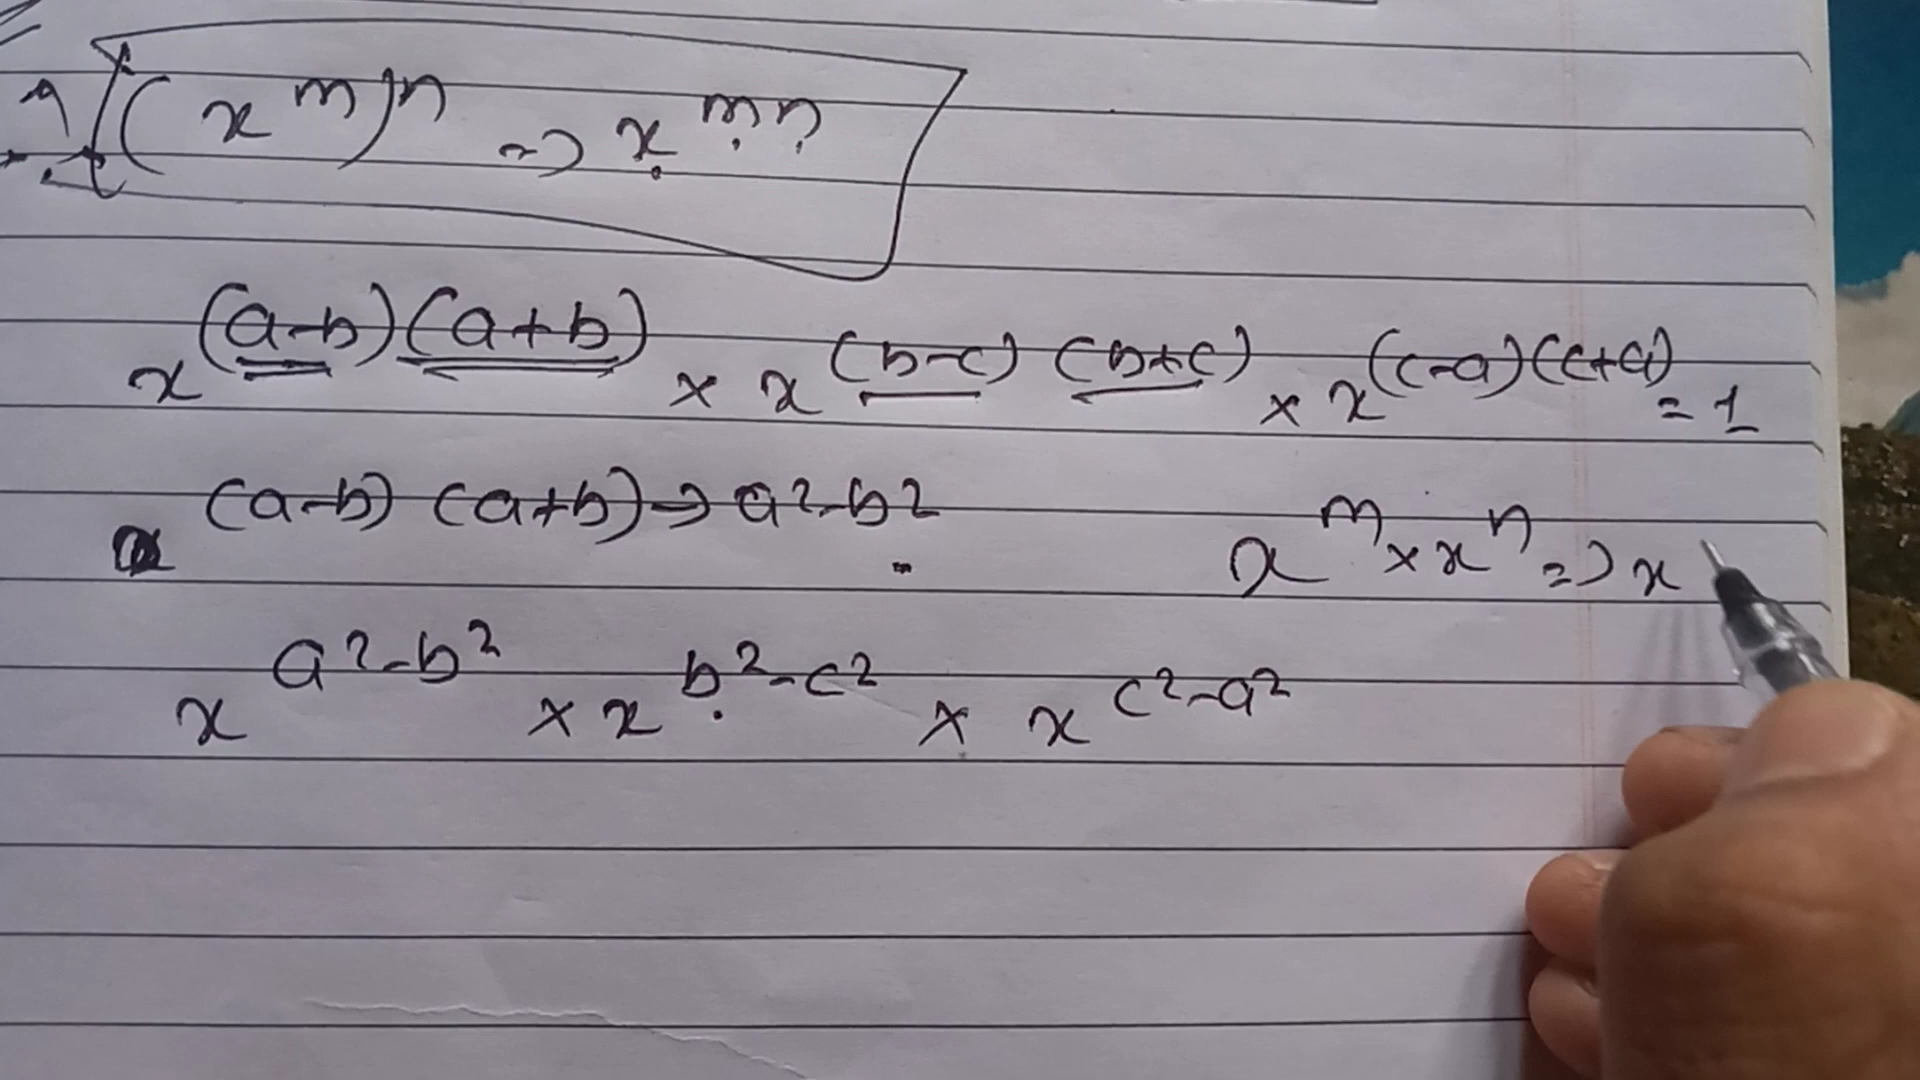 (x^m)^n => x^mn
x^(a-b)(a+b) × x^(b-c)(b+c) × x^(c-a)(c+a) = 1
(a-b) (a+b) → a²-b²
x^m × x^n => x
x^a²-b² × x^b²-c² × x^c²-a²